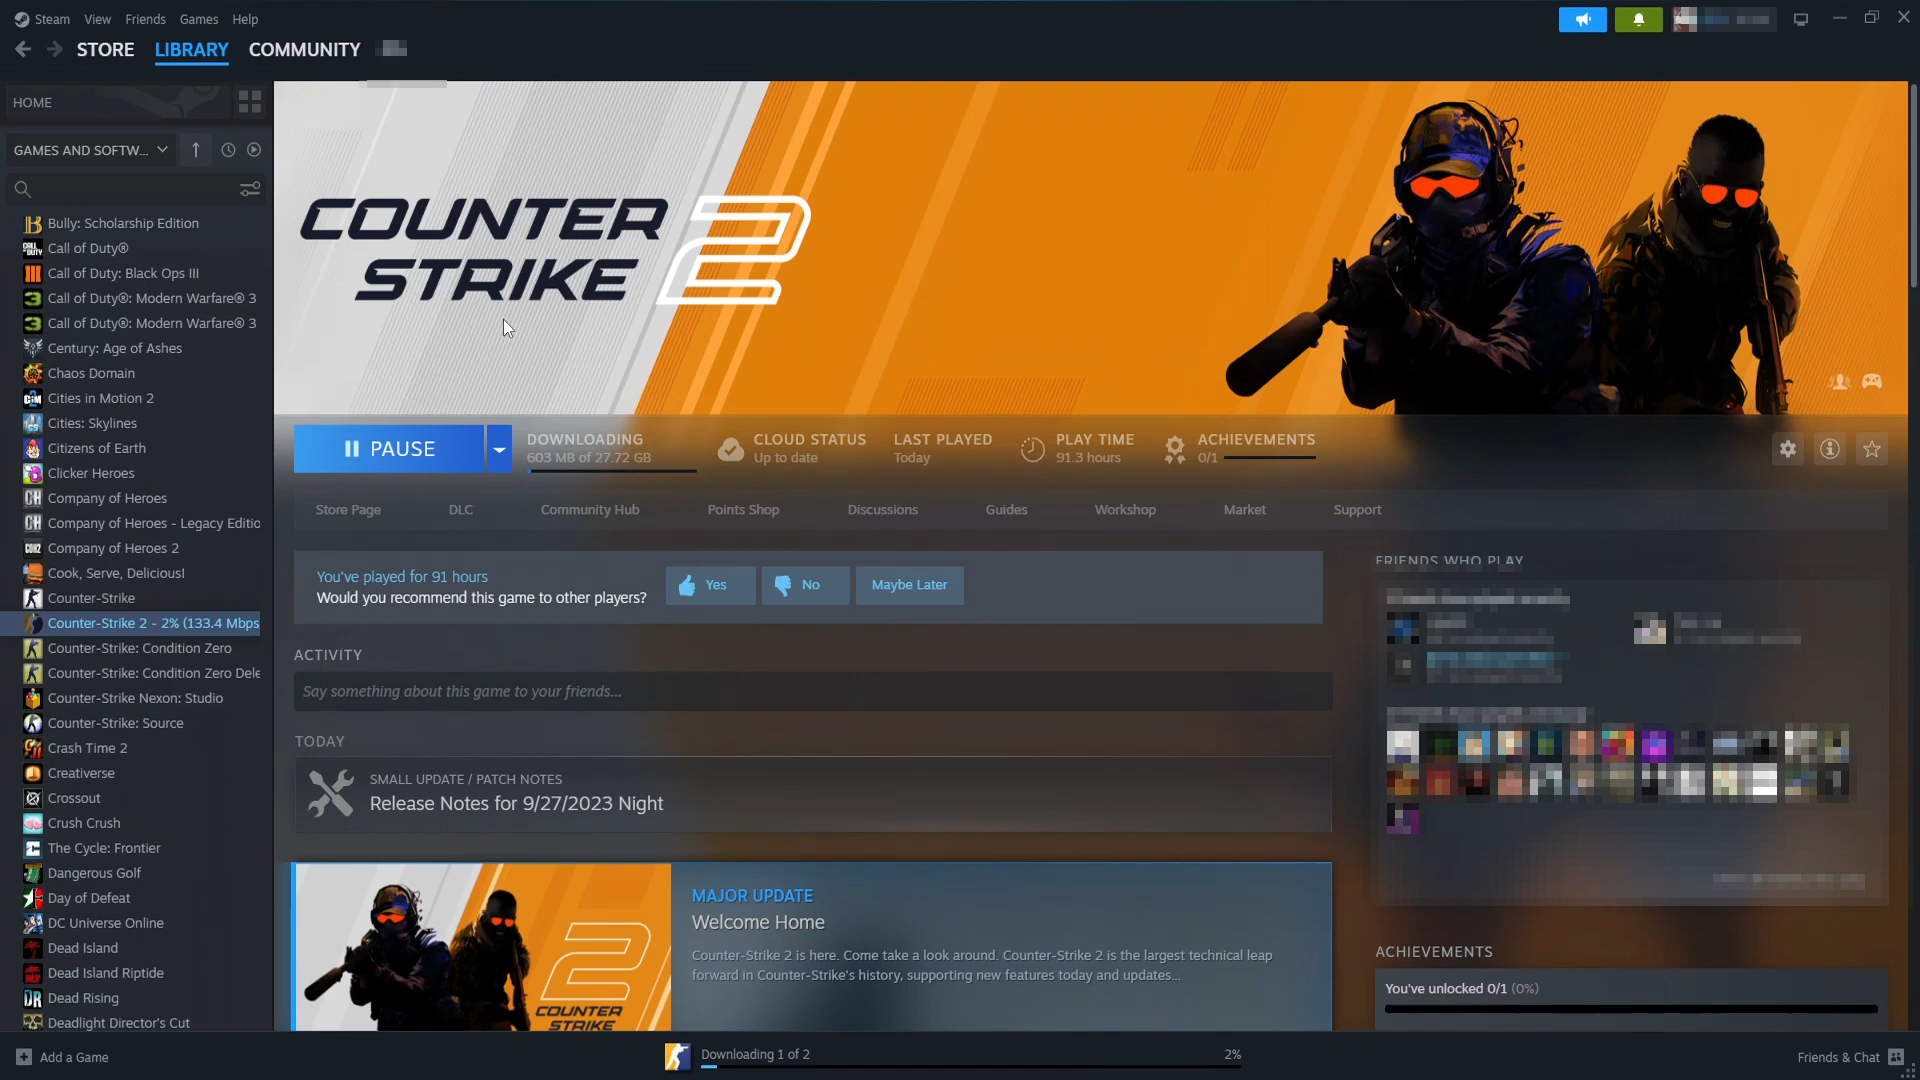 Steam View Friends Games Help
STORE LIBRARY COMMUNITY
HOME
GAMES AND SOFTW...
Bully: Scholarship Edition
Call of Duty®
Call of Duty: Black Ops III
Call of Duty®: Modern Warfare® 3
Call of Duty®: Modern Warfare® 3
Century: Age of Ashes
Chaos Domain
Cities in Motion 2
Cities: Skylines
Citizens of Earth
Clicker Heroes
Company of Heroes
Company of Heroes - Legacy Editio
Company of Heroes 2
Cook, Serve, Delicious!
Counter-Strike
Counter-Strike 2 - 2% (133.4 Mbps
Counter-Strike: Condition Zero
Counter-Strike: Condition Zero Dele
Counter-Strike Nexon: Studio
Counter-Strike: Source
Crash Time 2
Creativerse
Crossout
Crush Crush
The Cycle: Frontier
Dangerous Golf
Day of Defeat
DC Universe Online
Dead Island
Dead Island Riptide
Dead Rising
Deadlight Director's Cut
Add a Game
COUNTER
STRIKE 2
PAUSE
DOWNLOADING
603 MB of 27.72 GB
CLOUD STATUS
Up to date
LAST PLAYED
Today
PLAY TIME
91.3 hours
ACHIEVEMENTS
0/1
Store Page DLC Community Hub Points Shop Discussions Guides Workshop Market Support
You've played for 91 hours
Would you recommend this game to other players?
Yes No Maybe Later
ACTIVITY
Say something about this game to your friends...
TODAY
SMALL UPDATE / PATCH NOTES
Release Notes for 9/27/2023 Night
2
COUNTER
STRIKE
MAJOR UPDATE
Welcome Home
Counter-Strike 2 is here. Come take a look around. Counter-Strike 2 is the largest technical leap
forward in Counter-Strike's history, supporting new features today and updates...
FRIENDS WHO PLAY
ACHIEVEMENTS
You've unlocked 0/1 (0%)
Downloading 1 of 2 2%
Friends & Chat